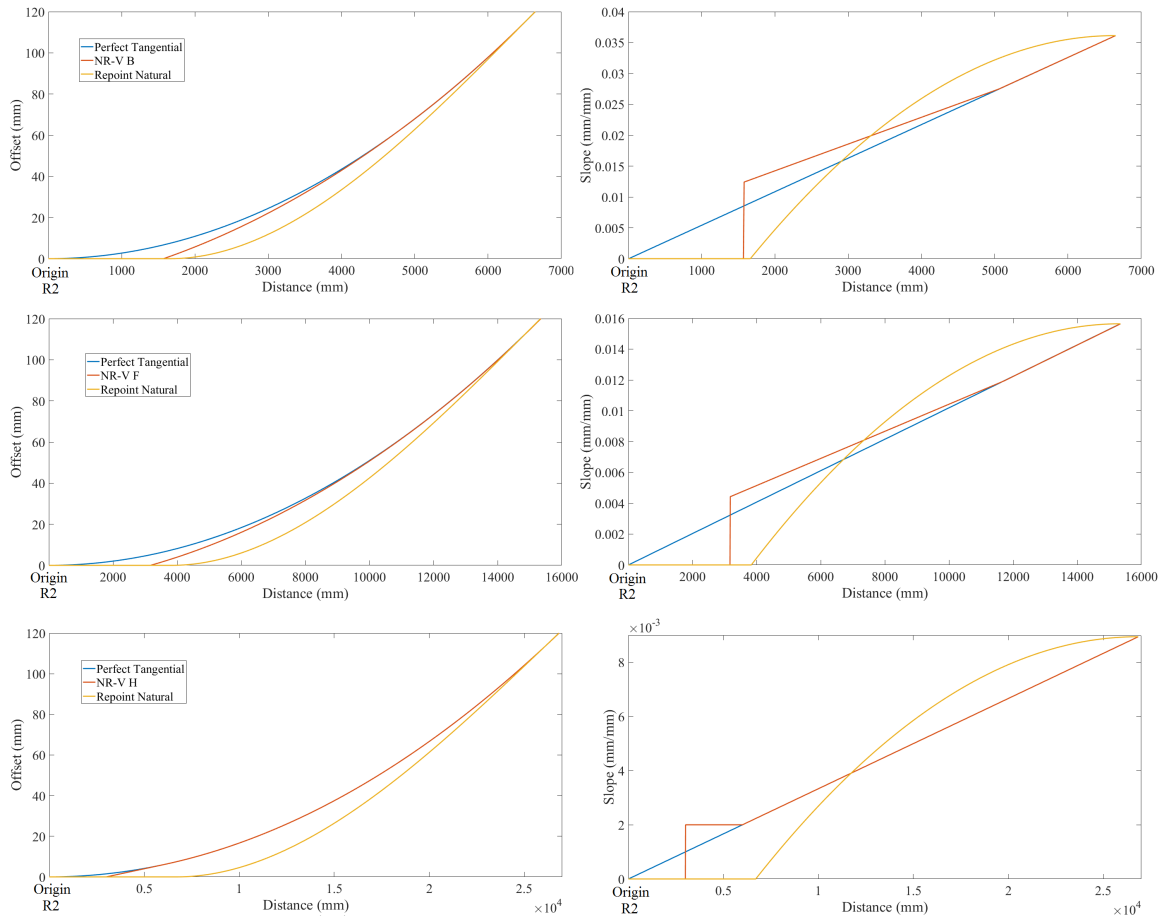 120
100
80
60
40
20
0
Offset (mm)
Perfect Tangential
NR-V B
Repoint Natural
Origin
R2
1000 2000 3000 4000 5000 6000 7000
Distance (mm)
0.04
0.035
0.03
0.025
0.02
0.015
0.01
0.005
0
Slope (mm/mm)
Origin
R2
1000 2000 3000 4000 5000 6000 7000
Distance (mm)
120
100
80
60
40
20
0
Offset (mm)
Perfect Tangential
NR-V F
Repoint Natural
Origin
R2
2000 4000 6000 8000 10000 12000 14000 16000
Distance (mm)
0.016
0.014
0.012
0.01
0.008
0.006
0.004
0.002
0
Slope (mm/mm)
Origin
R2
2000 4000 6000 8000 10000 12000 14000 16000
Distance (mm)
120
100
80
60
40
20
0
Offset (mm)
Perfect Tangential
NR-V H
Repoint Natural
Origin
R2
0.5 1 1.5 2 2.5
Distance (mm)
×10⁴
×10⁻³
8
6
4
2
0
Slope (mm/mm)
Origin
R2
0.5 1 1.5 2 2.5
Distance (mm)
×10⁴